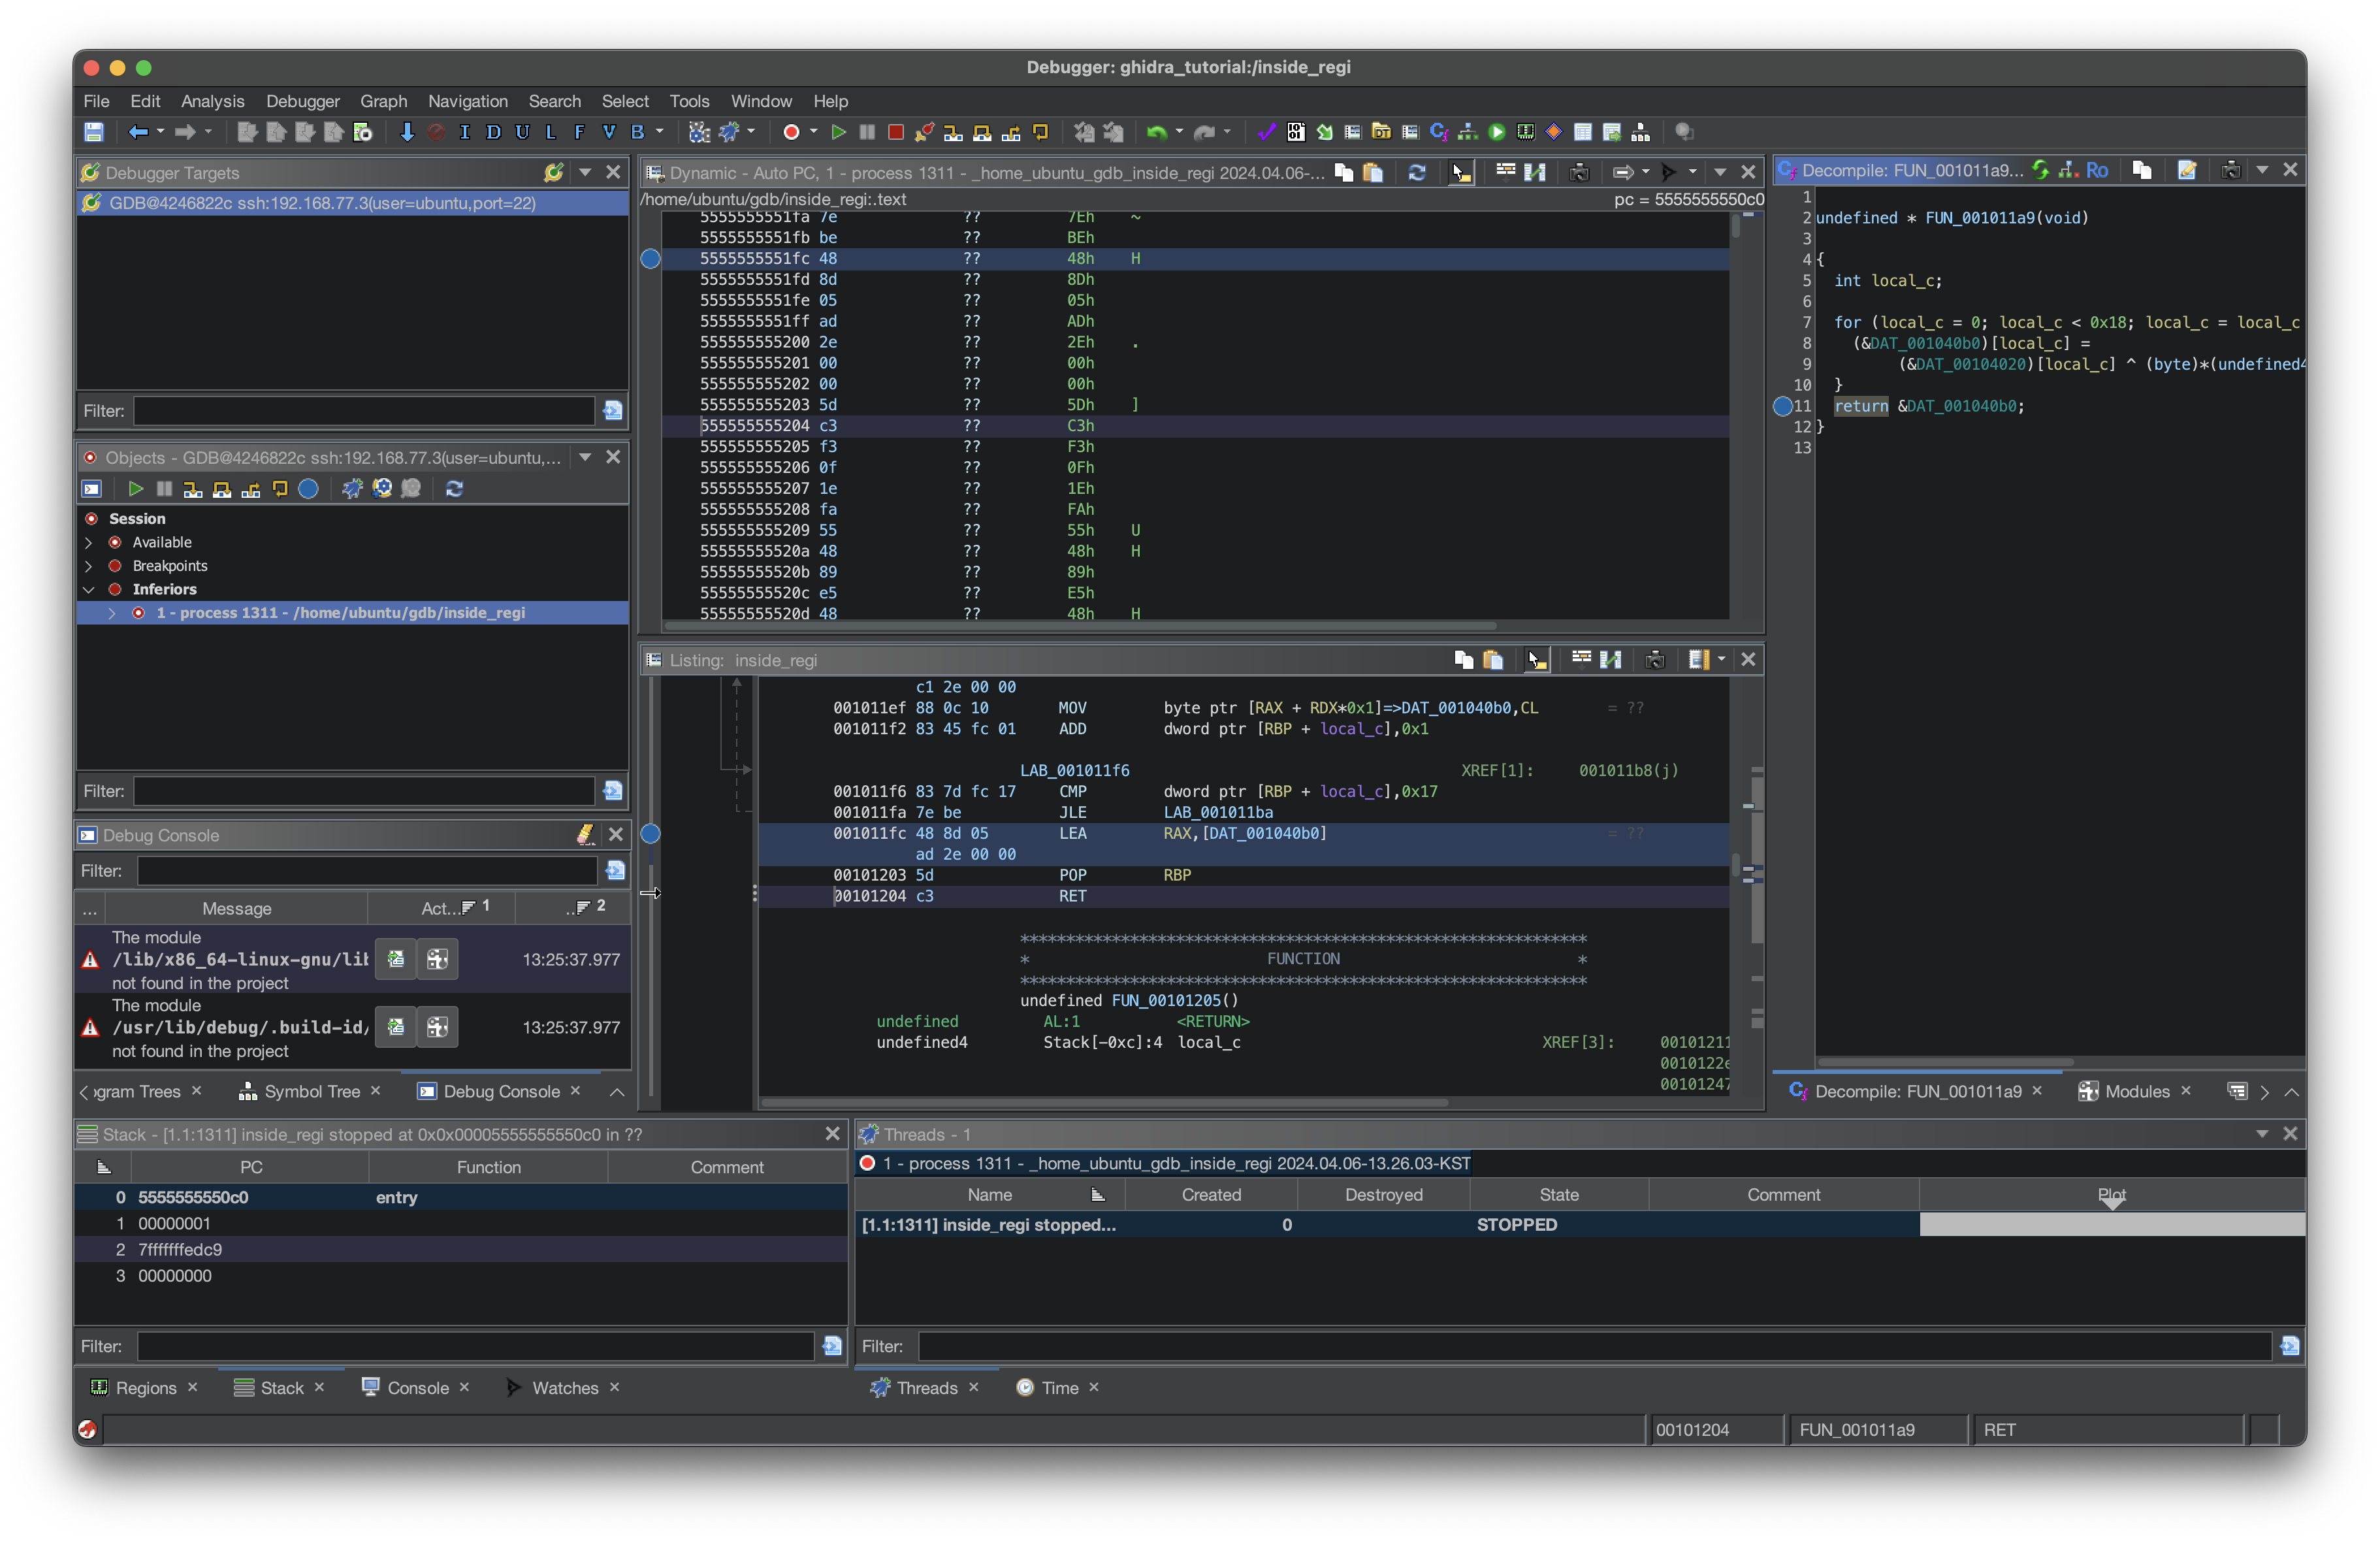 Debugger: ghidra_tutorial:/inside_regi
File Edit Analysis Debugger Graph Navigation Search Select Tools Window Help
I D U L F V B
Debugger Targets
GDB@4246822c ssh:192.168.77.3(user=ubuntu,port=22)
Filter:
Objects - GDB@4246822c ssh:192.168.77.3(user=ubuntu,...
Session
Available
Breakpoints
Inferiors
1 - process 1311 - /home/ubuntu/gdb/inside_regi
Filter:
Debug Console
Filter:
... Message Act... 1 .. 2
The module
/lib/x86_64-linux-gnu/lib
not found in the project
13:25:37.977
The module
/usr/lib/debug/.build-id/
not found in the project
13:25:37.977
ogram Trees Symbol Tree Debug Console
Dynamic - Auto PC, 1 - process 1311 - _home_ubuntu_gdb_inside_regi 2024.04.06-...
/home/ubuntu/gdb/inside_regi:.text pc = 5555555550c0
5555555551fa 7e ?? 7Eh ~
5555555551fb be ?? BEh
5555555551fc 48 ?? 48h H
5555555551fd 8d ?? 8Dh
5555555551fe 05 ?? 05h
5555555551ff ad ?? ADh
555555555200 2e ?? 2Eh .
555555555201 00 ?? 00h
555555555202 00 ?? 00h
555555555203 5d ?? 5Dh ]
555555555204 c3 ?? C3h
555555555205 f3 ?? F3h
555555555206 0f ?? 0Fh
555555555207 1e ?? 1Eh
555555555208 fa ?? FAh
555555555209 55 ?? 55h U
55555555520a 48 ?? 48h H
55555555520b 89 ?? 89h
55555555520c e5 ?? E5h
55555555520d 48 ?? 48h H
Listing: inside_regi
c1 2e 00 00
001011ef 88 0c 10 MOV byte ptr [RAX + RDX*0x1]=>DAT_001040b0,CL = ??
001011f2 83 45 fc 01 ADD dword ptr [RBP + local_c],0x1
LAB_001011f6 XREF[1]: 001011b8(j)
001011f6 83 7d fc 17 CMP dword ptr [RBP + local_c],0x17
001011fa 7e be JLE LAB_001011ba
001011fc 48 8d 05 LEA RAX,[DAT_001040b0] = ??
ad 2e 00 00
00101203 5d POP RBP
00101204 c3 RET
**************************************************************
* FUNCTION *
**************************************************************
undefined FUN_00101205()
undefined AL:1 <RETURN>
undefined4 Stack[-0xc]:4 local_c XREF[3]: 00101211
0010122e
00101247
Decompile: FUN_001011a9... Ro
1
2 undefined * FUN_001011a9(void)
3
4 {
5 int local_c;
6
7 for (local_c = 0; local_c < 0x18; local_c = local_c
8 (&DAT_001040b0)[local_c] =
9 (&DAT_00104020)[local_c] ^ (byte)*(undefined4
10 }
11 return &DAT_001040b0;
12 }
13
Decompile: FUN_001011a9 Modules
Stack - [1.1:1311] inside_regi stopped at 0x0x00005555555550c0 in ??
PC Function Comment
0 5555555550c0 entry
1 00000001
2 7fffffffedc9
3 00000000
Filter:
Regions Stack Console Watches
Threads - 1
1 - process 1311 - _home_ubuntu_gdb_inside_regi 2024.04.06-13.26.03-KST
Name Created Destroyed State Comment Plot
[1.1:1311] inside_regi stopped... 0 STOPPED
Filter:
Threads Time
00101204 FUN_001011a9 RET